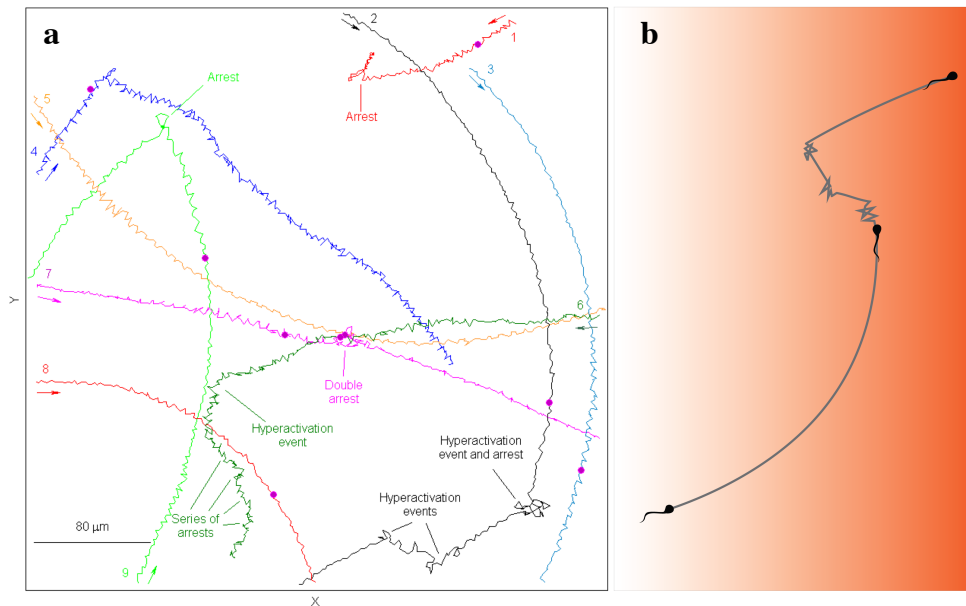 a
b
2
1
3
Arrest
Arrest
5
4
7
6
Y
Double
arrest
8
Hyperactivation
event
Hyperactivation
event and arrest
Hyperactivation
events
Series of
arrests
80 μm
9
X